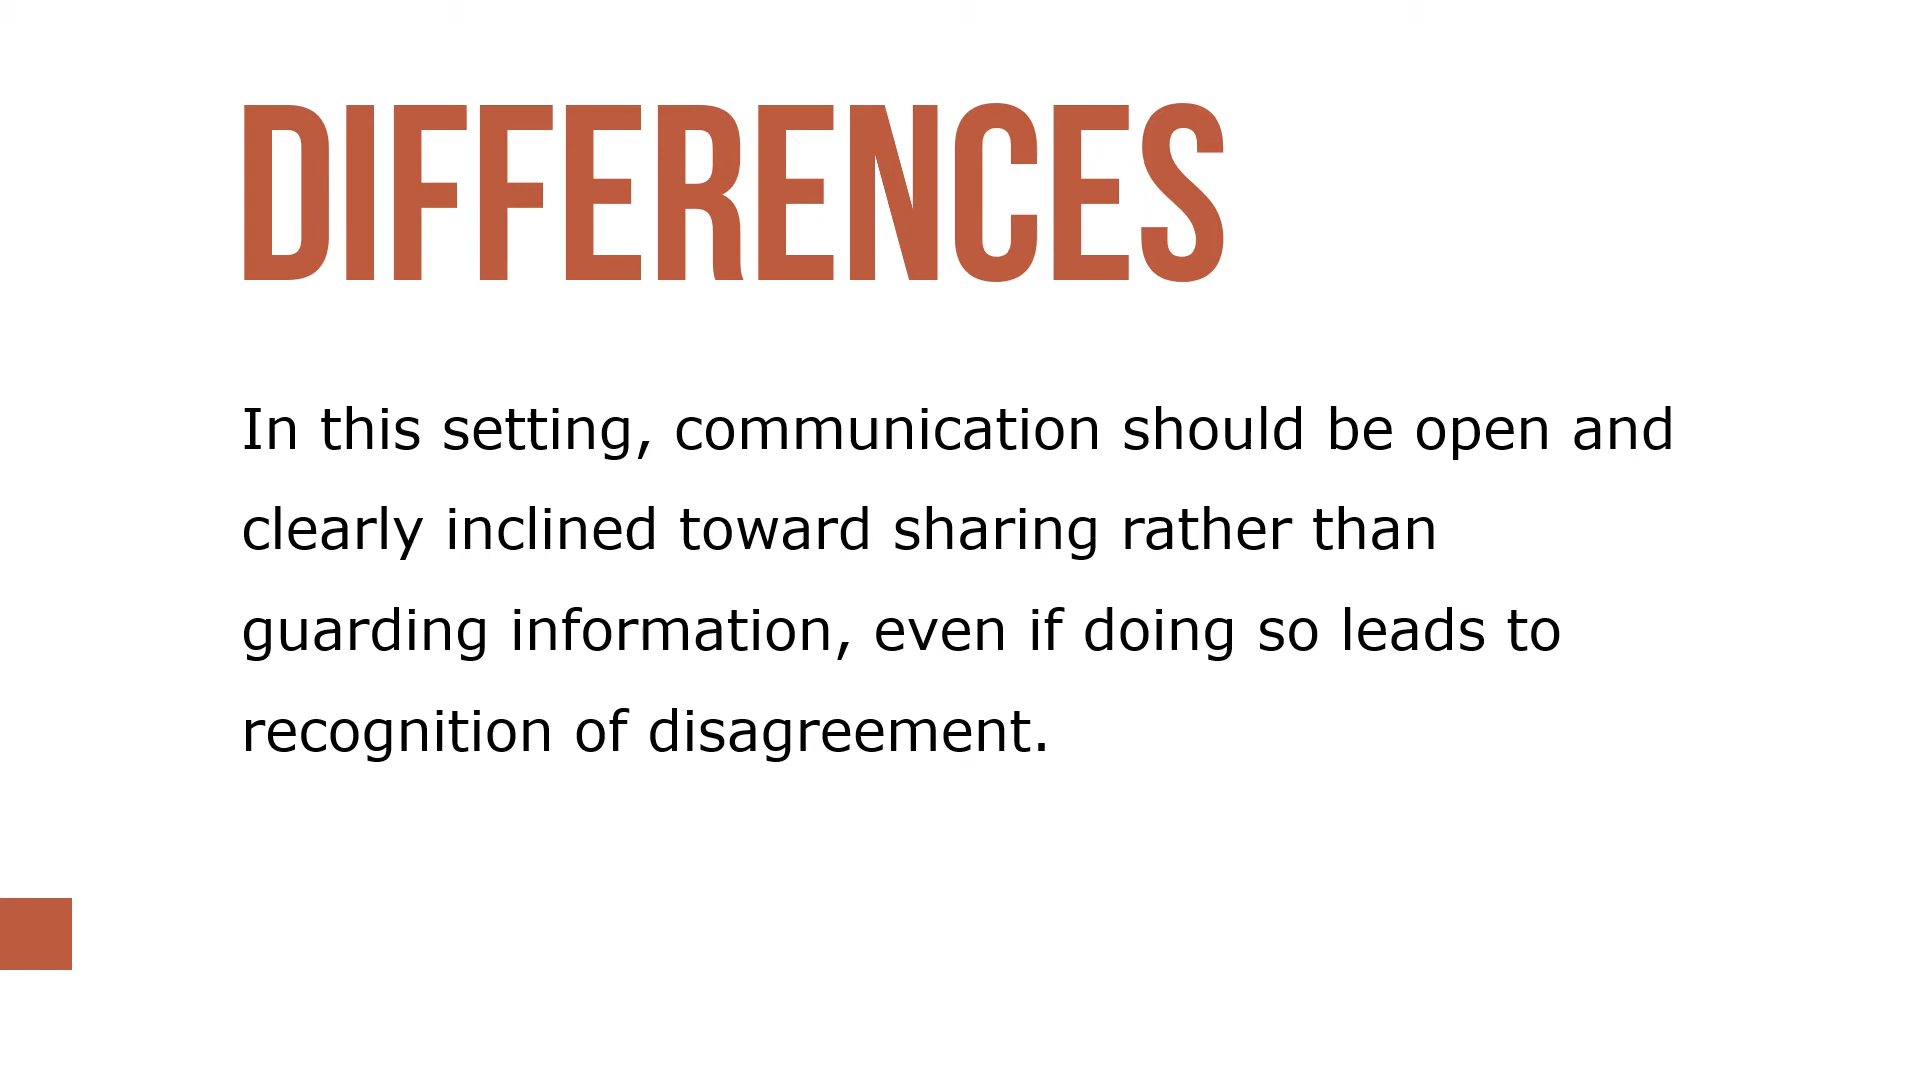 DIFFERENCES
In this setting, communication should be open and
clearly inclined toward sharing rather than
guarding information, even if doing so leads to
recognition of disagreement.